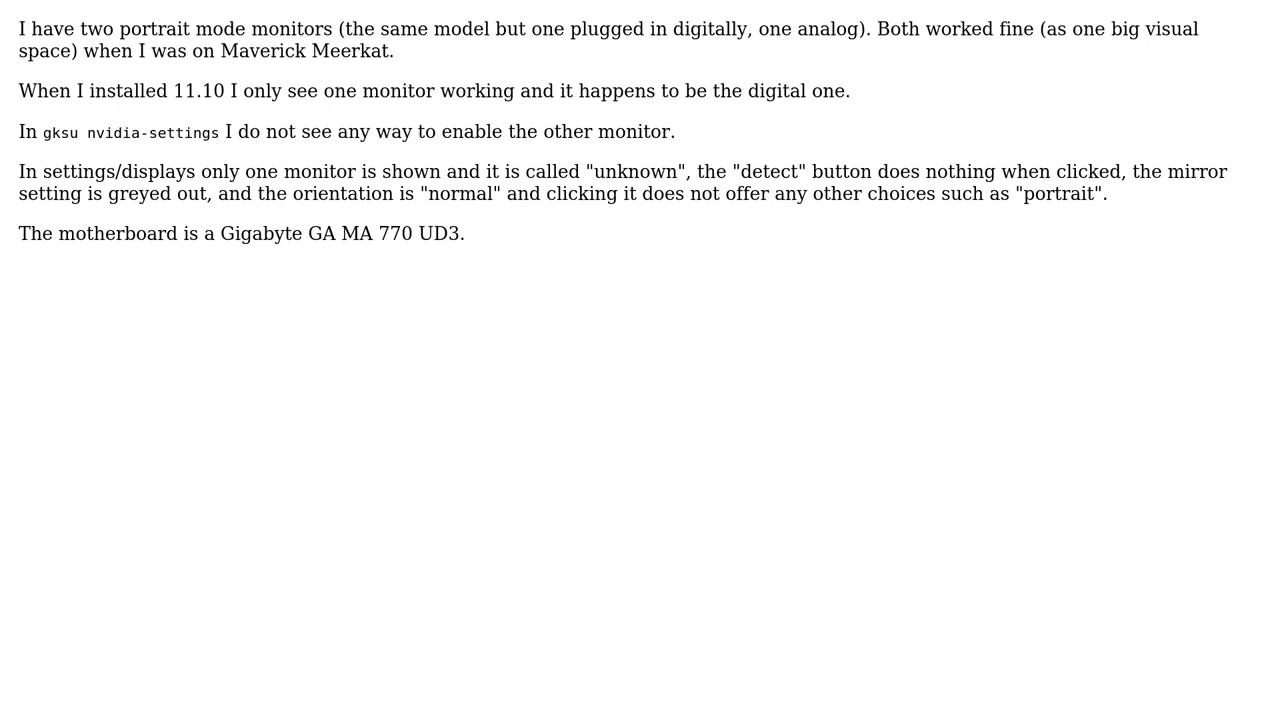 I have two portrait mode monitors (the same model but one plugged in digitally, one analog). Both worked fine (as one big visual
space) when I was on Maverick Meerkat.
When I installed 11.10 I only see one monitor working and it happens to be the digital one.
In gksu nvidia-settings I do not see any way to enable the other monitor.
In settings/displays only one monitor is shown and it is called "unknown", the "detect" button does nothing when clicked, the mirror
setting is greyed out, and the orientation is "normal" and clicking it does not offer any other choices such as "portrait".
The motherboard is a Gigabyte GA MA 770 UD3.